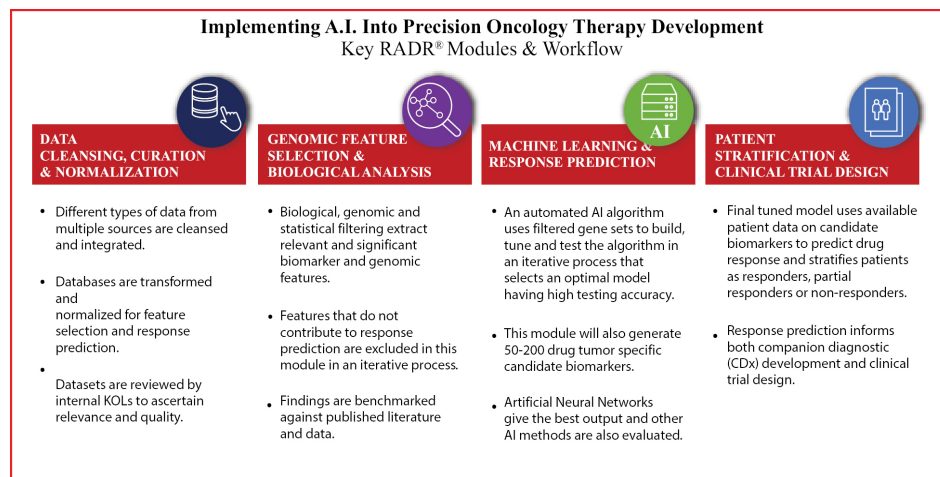 Implementing A.I. Into Precision Oncology Therapy Development
Key RADR® Modules & Workflow
DATA
CLEANSING, CURATION
& NORMALIZATION
• Different types of data from
multiple sources are cleansed
and integrated.
• Databases are transformed
and
normalized for feature
selection and response
prediction.
•
Datasets are reviewed by
internal KOLs to ascertain
relevance and quality.
GENOMIC FEATURE
SELECTION &
BIOLOGICAL ANALYSIS
• Biological, genomic and
statistical filtering extract
relevant and significant
biomarker and genomic
features.
• Features that do not
contribute to response
prediction are excluded in this
module in an iterative process.
• Findings are benchmarked
against published literature
and data.
AI
MACHINE LEARNING &
RESPONSE PREDICTION
• An automated AI algorithm
uses filtered gene sets to build,
tune and test the algorithm in
an iterative process that
selects an optimal model
having high testing accuracy.
• This module will also generate
50-200 drug tumor specific
candidate biomarkers.
• Artificial Neural Networks
give the best output and other
AI methods are also evaluated.
PATIENT
STRATIFICATION &
CLINICAL TRIAL DESIGN
• Final tuned model uses available
patient data on candidate
biomarkers to predict drug
response and stratifies patients
as responders, partial
responders or non-responders.
• Response prediction informs
both companion diagnostic
(CDx) development and clinical
trial design.